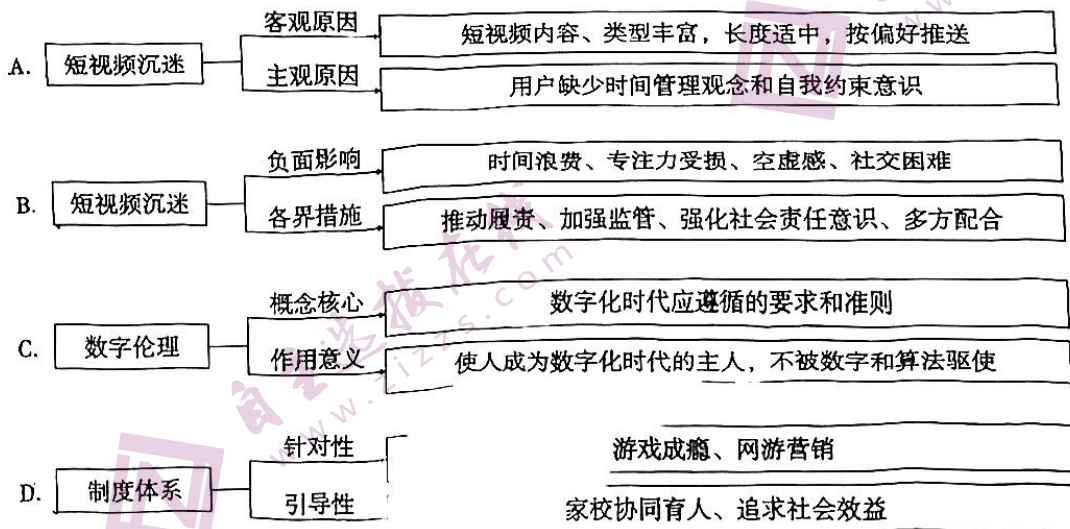 客观原因
短视频内容、类型丰富，长度适中，按偏好推送
A. 短视频沉迷
主观原因
用户缺少时间管理观念和自我约束意识
负面影响
时间浪费、专注力受损、空虚感、社交困难
B. 短视频沉迷
各界措施
推动履责、加强监管、强化社会责任意识、多方配合
概念核心
数字化时代应遵循的要求和准则
C. 数字伦理
作用意义
使人成为数字化时代的主人，不被数字和算法驱使
针对性
游戏成瘾、网游营销
D. 制度体系
引导性
家校协同育人、追求社会效益
自主选拔在线
www.zizzs.com